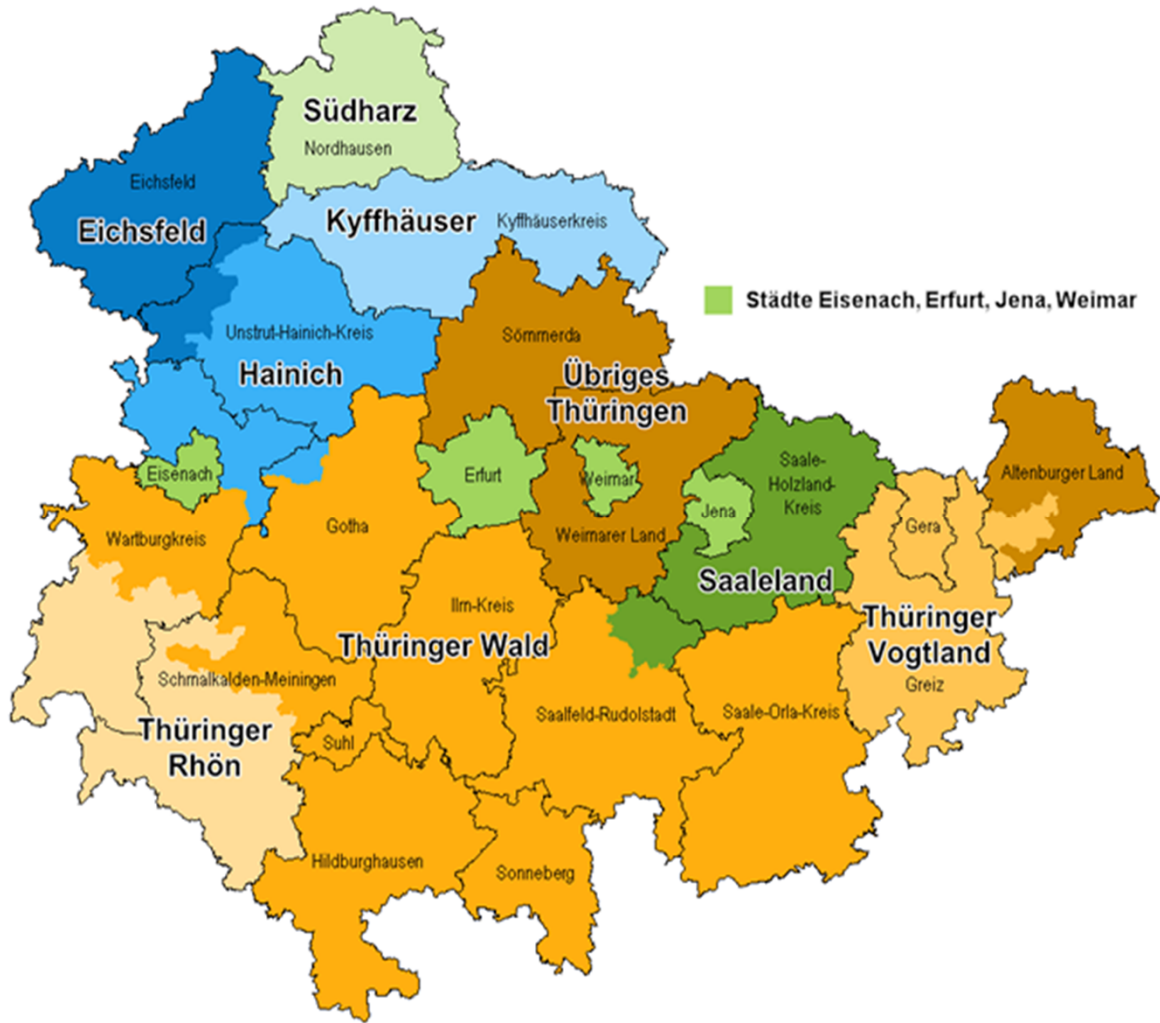 Südharz
Nordhausen
Eichsfeld
Eichsfeld
Kyffhäuser
Kyffhäuserkreis
Städte Eisenach, Erfurt, Jena, Weimar
Unstrut-Hainich-Kreis
Hainich
Sömmerda
Übriges
Thüringen
Eisenach
Erfurt
Weimar
Saale-
Holzland-
Kreis
Altenburger Land
Jena
Gera
Wartburgkreis
Gotha
Weimarer Land
Saaleland
Ilm-Kreis
Thüringer Wald
Thüringer
Vogtland
Greiz
Schmalkalden-Meiningen
Thüringer
Rhön
Suhl
Saalfeld-Rudolstadt
Saale-Orla-Kreis
Hildburghausen
Sonneberg